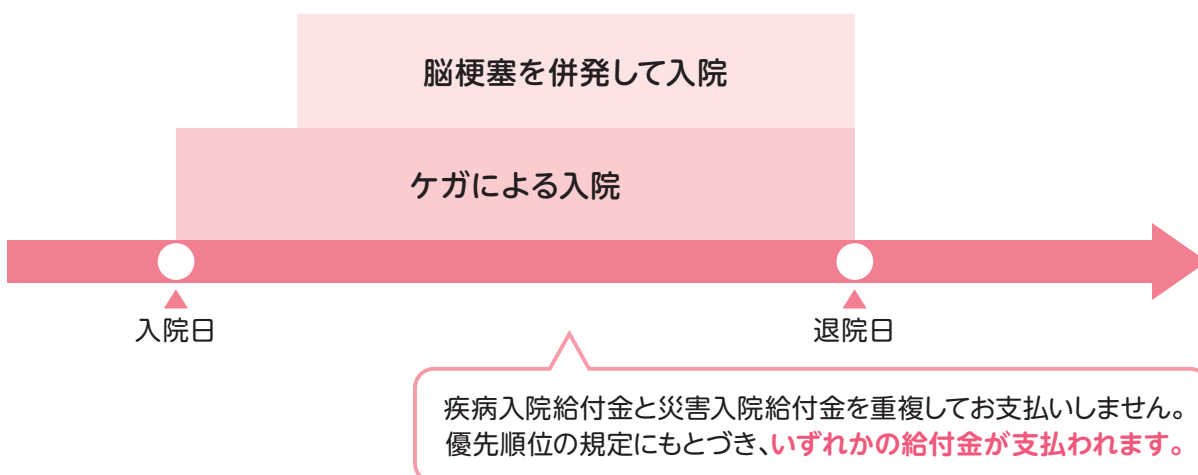 脳梗塞を併発して入院
ケガによる入院
入院日
退院日
疾病入院給付金と災害入院給付金を重複してお支払いしません。
優先順位の規定にもとづき、いずれかの給付金が支払われます。